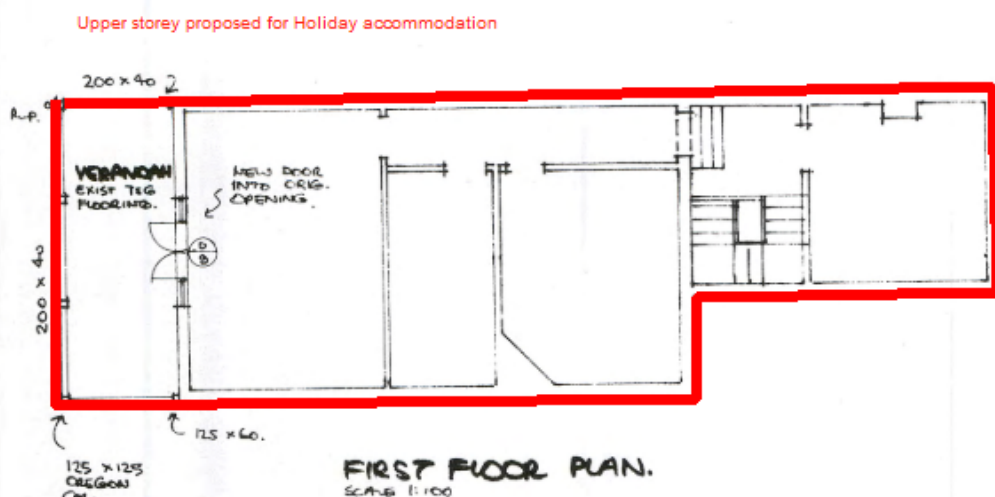 Upper storey proposed for Holiday accommodation
200 x 40
R.P.
VERANDAH
EXIST T&G
FLOORING.
NEW DOOR
INTO ORIG.
OPENING.
D
8
200 x 40
125 x 60.
125 x 125
OREGON
FIRST FLOOR PLAN.
SCALE 1:100